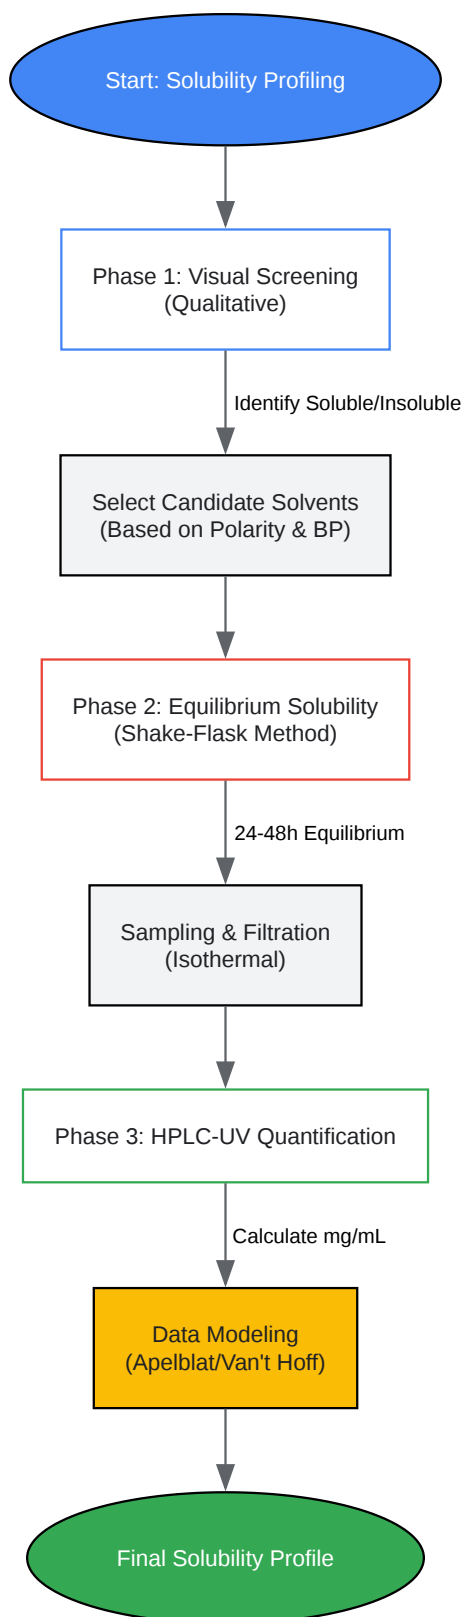 Start: Solubility Profiling
Phase 1: Visual Screening
(Qualitative)
Identify Soluble/Insoluble
Select Candidate Solvents
(Based on Polarity & BP)
Phase 2: Equilibrium Solubility
(Shake-Flask Method)
24-48h Equilibrium
Sampling & Filtration
(Isothermal)
Phase 3: HPLC-UV Quantification
Calculate mg/mL
Data Modeling
(Apelblat/Van't Hoff)
Final Solubility Profile